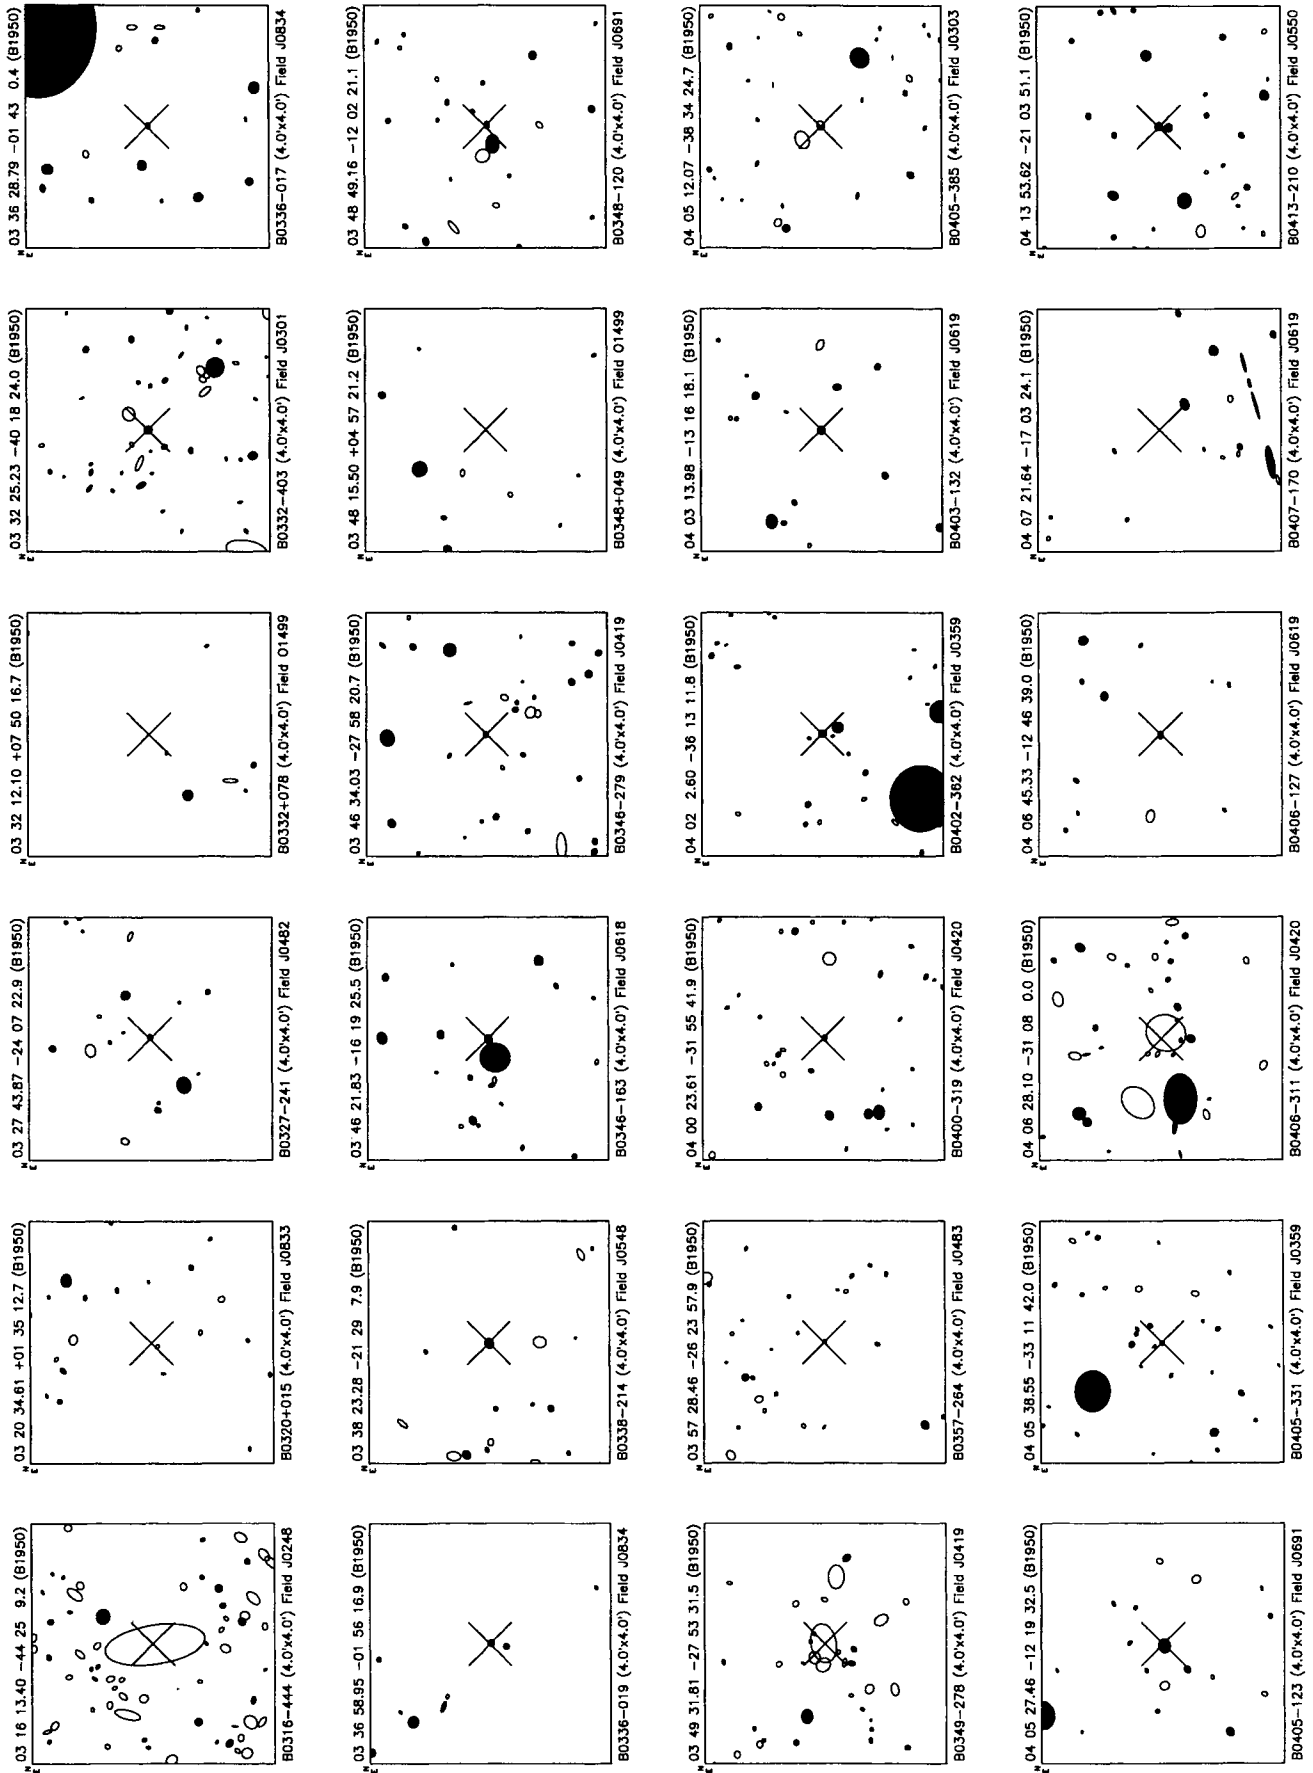 03 16 13.40 −44 25 9.2 (B1950)
N
E
B0316−444 (4.0'x4.0') Field J0248
03 20 34.61 +01 35 12.7 (B1950)
N
E
B0320+015 (4.0'x4.0') Field J0833
03 27 43.87 −24 07 22.9 (B1950)
N
E
B0327−241 (4.0'x4.0') Field J0482
03 32 12.10 +07 50 16.7 (B1950)
N
E
B0332+078 (4.0'x4.0') Field O1499
03 32 25.23 −40 18 24.0 (B1950)
N
E
B0332−403 (4.0'x4.0') Field J0301
03 36 28.79 −01 43 0.4 (B1950)
N
E
B0336−017 (4.0'x4.0') Field J0834
03 36 58.95 −01 56 16.9 (B1950)
N
E
B0336−019 (4.0'x4.0') Field J0834
03 38 23.28 −21 29 7.9 (B1950)
N
E
B0338−214 (4.0'x4.0') Field J0548
03 46 21.83 −16 19 25.5 (B1950)
N
E
B0346−163 (4.0'x4.0') Field J0618
03 46 34.03 −27 58 20.7 (B1950)
N
E
B0346−279 (4.0'x4.0') Field J0419
03 48 15.50 +04 57 21.2 (B1950)
N
E
B0348+049 (4.0'x4.0') Field O1499
03 48 49.16 −12 02 21.1 (B1950)
N
E
B0348−120 (4.0'x4.0') Field J0691
03 49 31.81 −27 53 31.5 (B1950)
N
E
B0349−278 (4.0'x4.0') Field J0419
03 57 28.46 −26 23 57.9 (B1950)
N
E
B0357−264 (4.0'x4.0') Field J0483
04 00 23.61 −31 55 41.9 (B1950)
N
E
B0400−319 (4.0'x4.0') Field J0420
04 02 2.60 −36 13 11.8 (B1950)
N
E
B0402−362 (4.0'x4.0') Field J0359
04 03 13.98 −13 16 18.1 (B1950)
N
E
B0403−132 (4.0'x4.0') Field J0619
04 05 12.07 −38 34 24.7 (B1950)
N
E
B0405−385 (4.0'x4.0') Field J0303
04 05 27.46 −12 19 32.5 (B1950)
N
E
B0405−123 (4.0'x4.0') Field J0691
04 05 38.55 −33 11 42.0 (B1950)
N
E
B0405−331 (4.0'x4.0') Field J0359
04 06 28.10 −31 08 0.0 (B1950)
N
E
B0406−311 (4.0'x4.0') Field J0420
04 06 45.33 −12 46 39.0 (B1950)
N
E
B0406−127 (4.0'x4.0') Field J0619
04 07 21.64 −17 03 24.1 (B1950)
N
E
B0407−170 (4.0'x4.0') Field J0619
04 13 53.62 −21 03 51.1 (B1950)
N
E
B0413−210 (4.0'x4.0') Field J0550